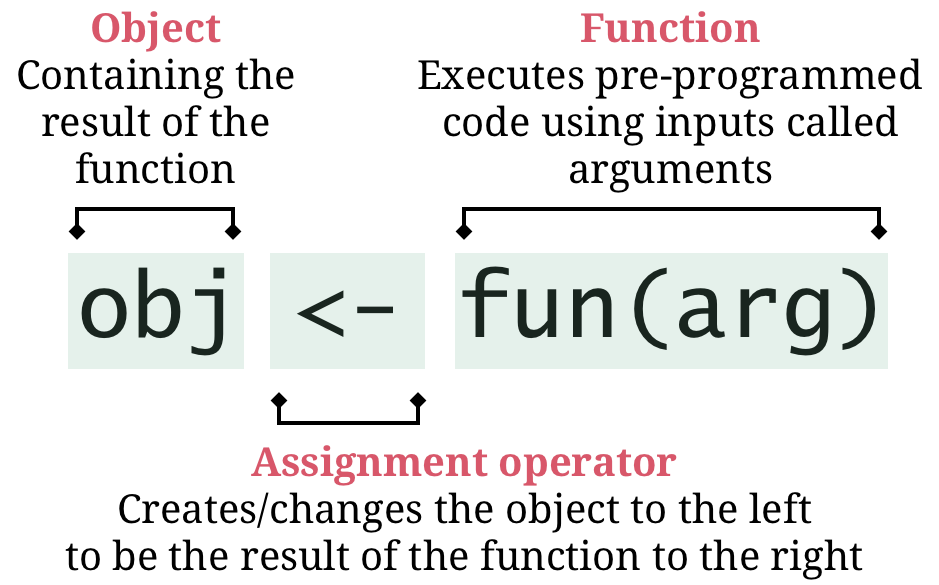 Object
Containing the
result of the
function
Function
Executes pre-programmed
code using inputs called
arguments
obj <- fun(arg)
Assignment operator
Creates/changes the object to the left
to be the result of the function to the right